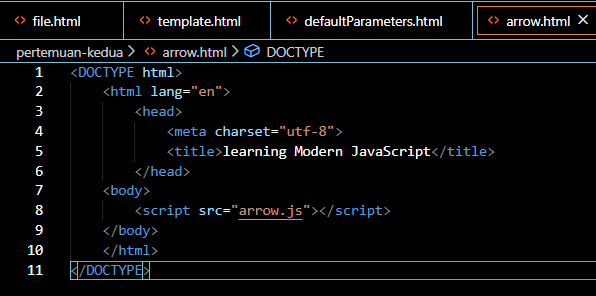 <> file.html <> template.html <> defaultParameters.html <> arrow.html ×
pertemuan-kedua > <> arrow.html > DOCTYPE
1 <DOCTYPE html>
2 <html lang="en">
3 <head>
4 <meta charset="utf-8">
5 <title>learning Modern JavaScript</title>
6 </head>
7 <body>
8 <script src="arrow.js"></script>
9 </body>
10 </html>
11 </DOCTYPE>